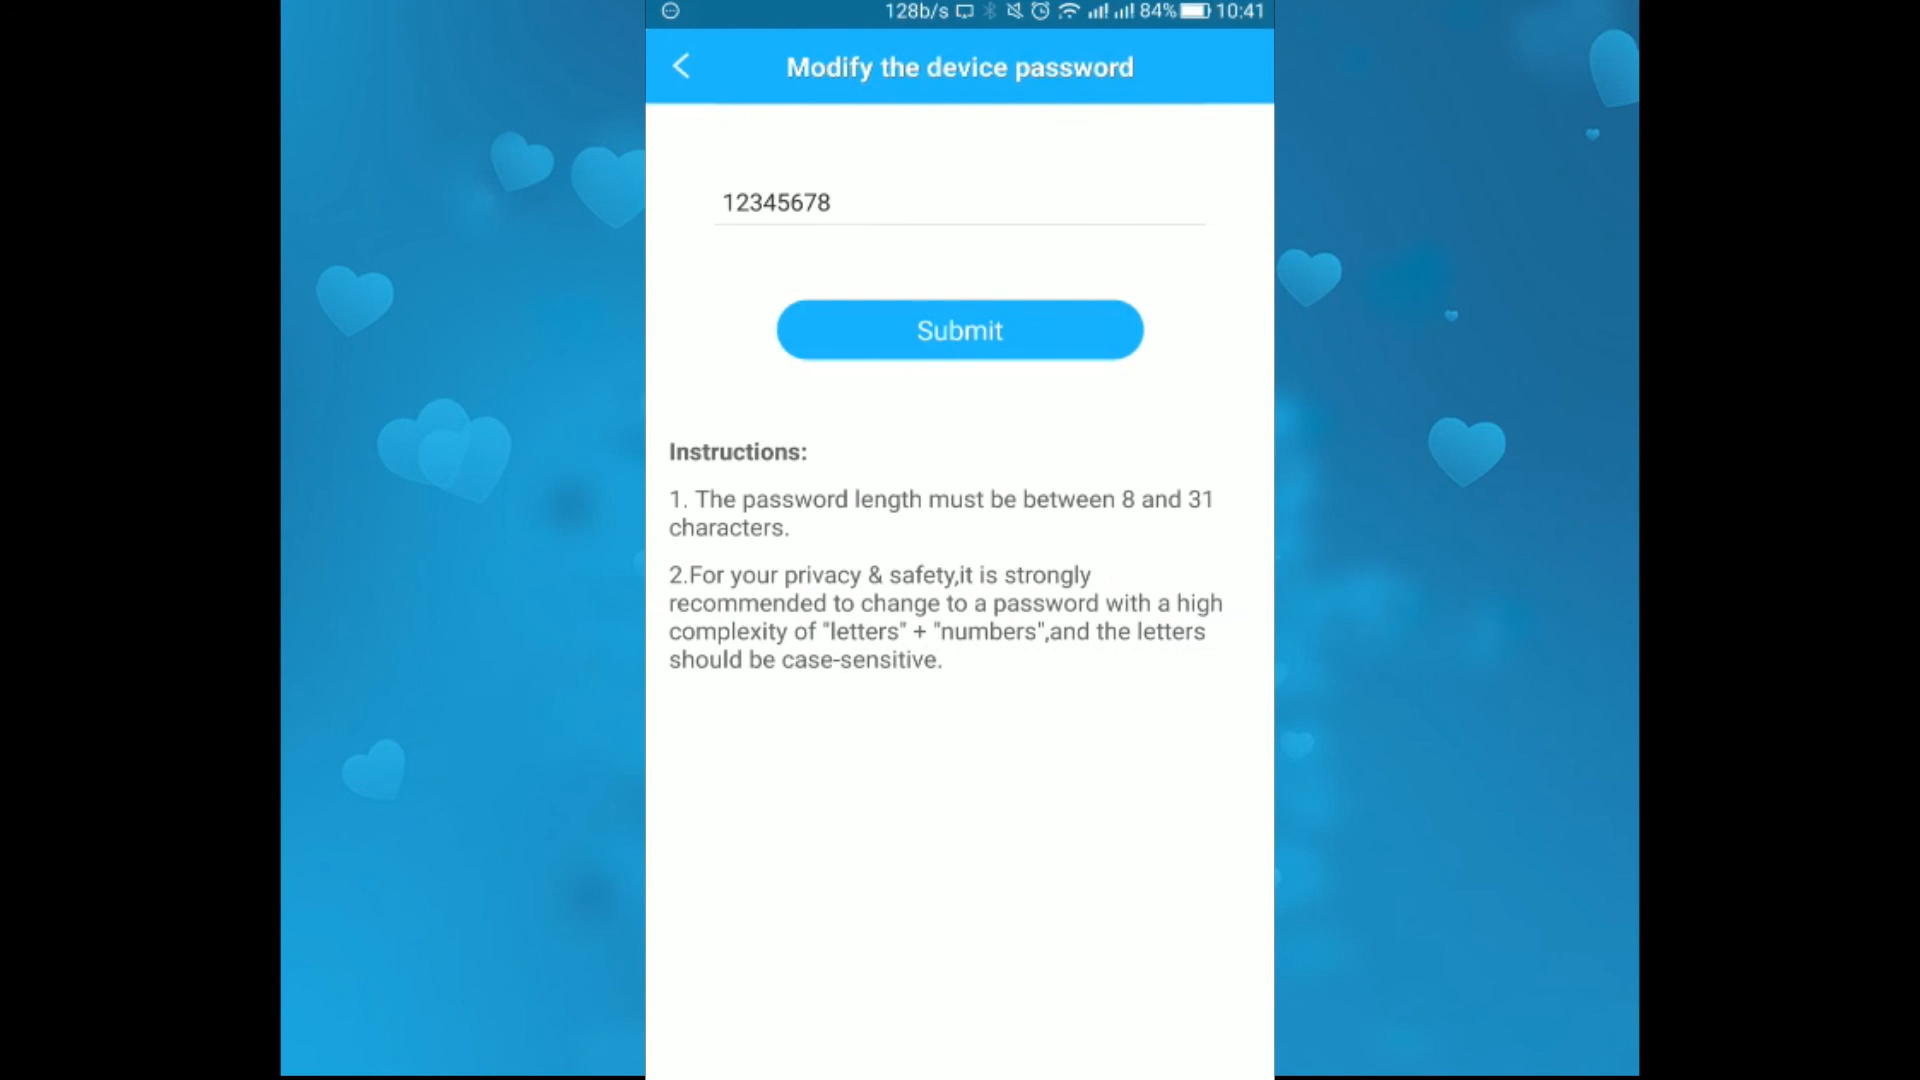 128b/s 84% 10:41
Modify the device password
12345678
Submit
Instructions:
1. The password length must be between 8 and 31
characters.
2.For your privacy & safety,it is strongly
recommended to change to a password with a high
complexity of "letters" + "numbers",and the letters
should be case-sensitive.